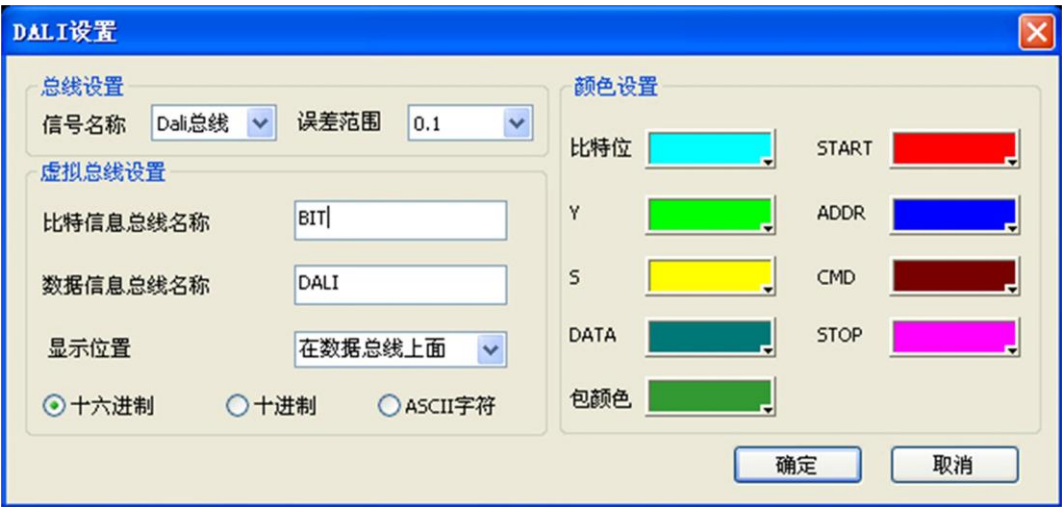 DALI设置
总线设置
信号名称 Dali总线 误差范围 0.1
虚拟总线设置
比特信息总线名称 BIT
数据信息总线名称 DALI
显示位置 在数据总线上面
十六进制 十进制 ASCII字符
颜色设置
比特位 START
Y ADDR
S CMD
DATA STOP
包颜色
确定 取消